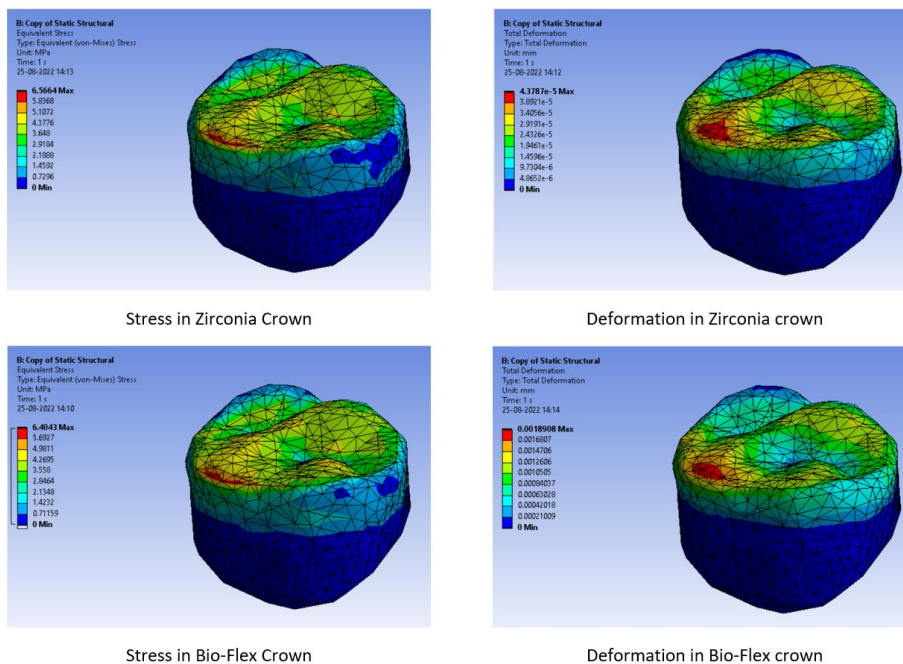 B: Copy of Static Structural
Equivalent Stress
Type: Equivalent (von-Mises) Stress
Unit: MPa
Time: 1 s
25-08-2022 14:13
6.5664 Max
5.8368
5.1072
4.3776
3.648
2.9184
2.1888
1.4592
0.7296
0 Min
Stress in Zirconia Crown
B: Copy of Static Structural
Total Deformation
Type: Total Deformation
Unit: mm
Time: 1 s
25-08-2022 14:12
4.3787e-5 Max
3.8921e-5
3.4056e-5
2.9191e-5
2.4326e-5
1.9461e-5
1.4596e-5
9.7304e-6
4.8652e-6
0 Min
Deformation in Zirconia crown
B: Copy of Static Structural
Equivalent Stress
Type: Equivalent (von-Mises) Stress
Unit: MPa
Time: 1 s
25-08-2022 14:10
6.4043 Max
5.6927
4.9811
4.2695
3.558
2.8464
2.1348
1.4232
0.71159
0 Min
Stress in Bio-Flex Crown
B: Copy of Static Structural
Total Deformation
Type: Total Deformation
Unit: mm
Time: 1 s
25-08-2022 14:14
0.0018908 Max
0.0016807
0.0014706
0.0012606
0.0010505
0.00084037
0.00063028
0.00042018
0.00021009
0 Min
Deformation in Bio-Flex crown